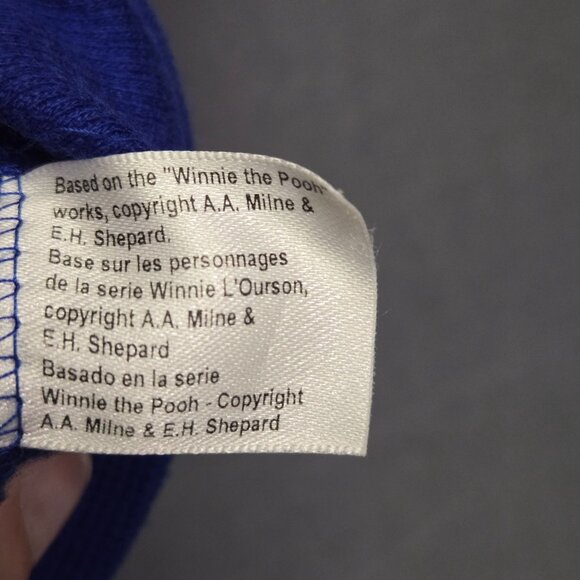 Based on the "Winnie the Pooh"
works, copyright A.A. Milne &
E.H. Shepard.
Base sur les personnages
de la serie Winnie L'Ourson,
copyright A.A. Milne &
E.H. Shepard
Basado en la serie
Winnie the Pooh - Copyright
A.A. Milne & E.H. Shepard